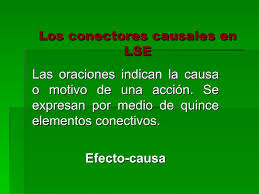 Los conectores causales en
LSE
Las oraciones indican la causa
o motivo de una acción. Se
expresan por medio de quince
elementos conectivos.
Efecto-causa